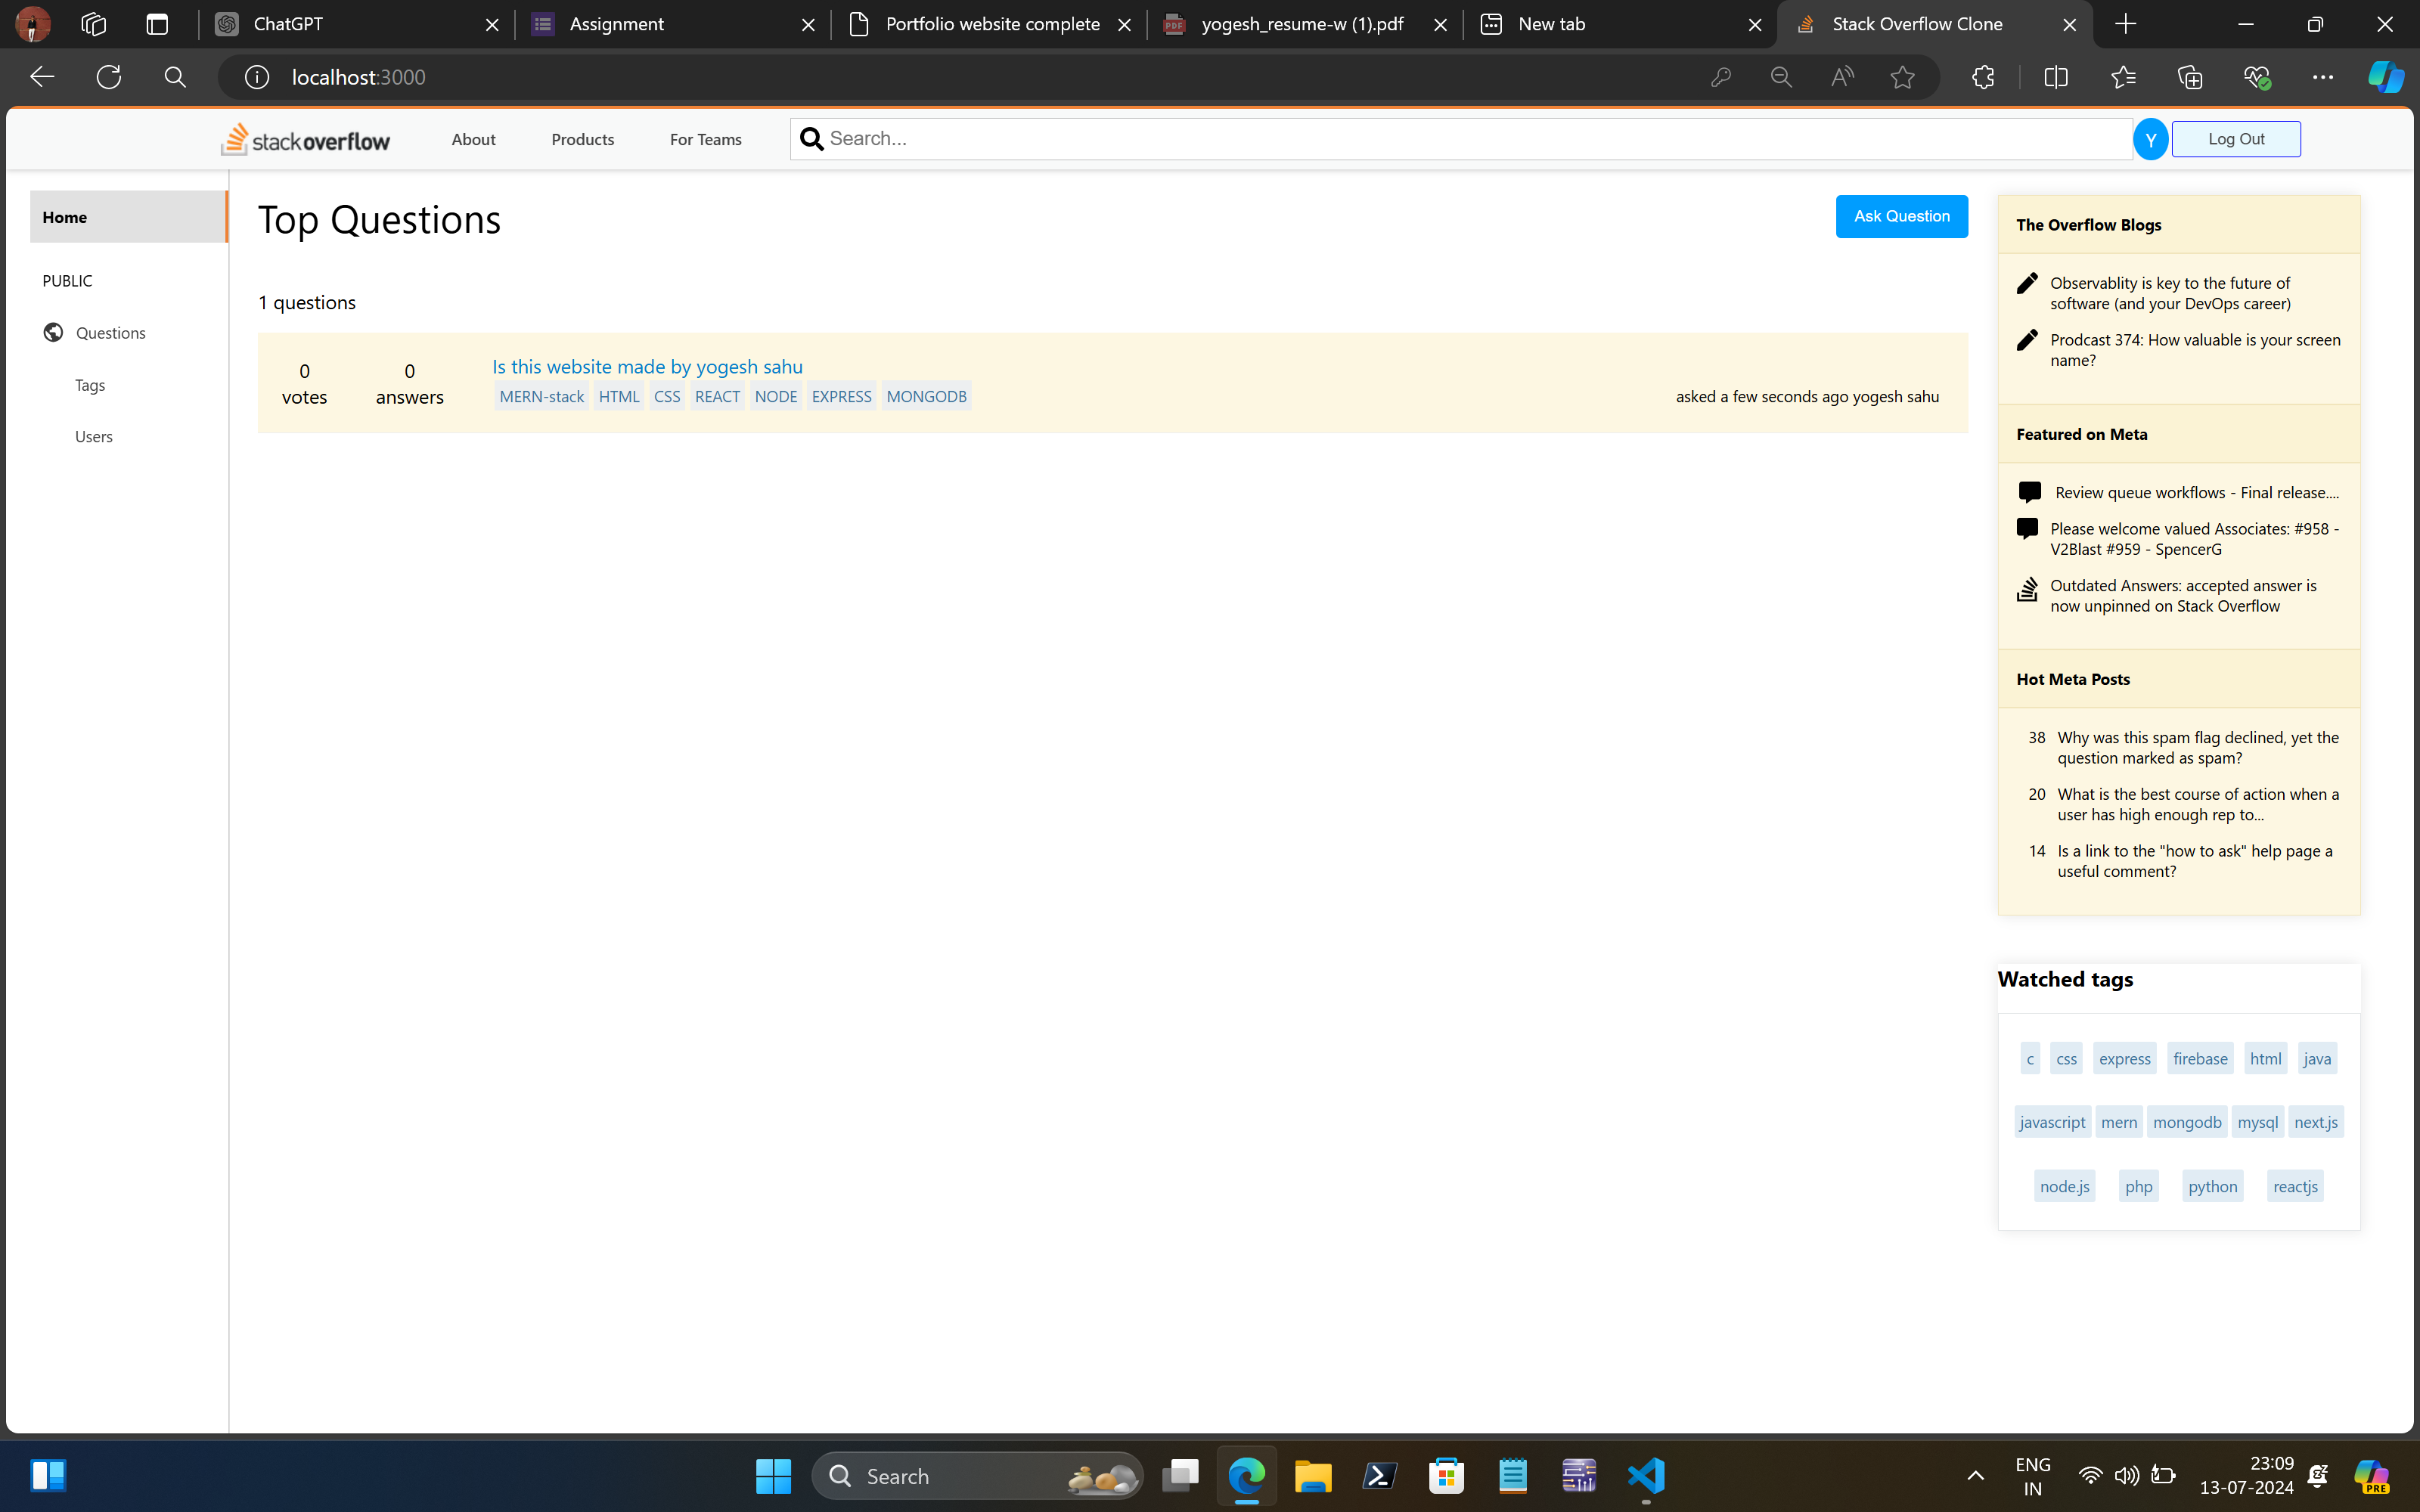 ChatGPT
Assignment
Portfolio website complete
yogesh_resume-w (1).pdf
New tab
Stack Overflow Clone
localhost:3000
stackoverflow
About
Products
For Teams
Search...
Y
Log Out
Home
PUBLIC
Questions
Tags
Users
Top Questions
Ask Question
1 questions
0
votes
0
answers
Is this website made by yogesh sahu
MERN-stack HTML CSS REACT NODE EXPRESS MONGODB
asked a few seconds ago yogesh sahu
The Overflow Blogs
Observablity is key to the future of
software (and your DevOps career)
Prodcast 374: How valuable is your screen
name?
Featured on Meta
Review queue workflows - Final release....
Please welcome valued Associates: #958 -
V2Blast #959 - SpencerG
Outdated Answers: accepted answer is
now unpinned on Stack Overflow
Hot Meta Posts
38 Why was this spam flag declined, yet the
question marked as spam?
20 What is the best course of action when a
user has high enough rep to...
14 Is a link to the "how to ask" help page a
useful comment?
Watched tags
c css express firebase html java
javascript mern mongodb mysql next.js
node.js php python reactjs
Search
ENG
IN
23:09
13-07-2024
PRE